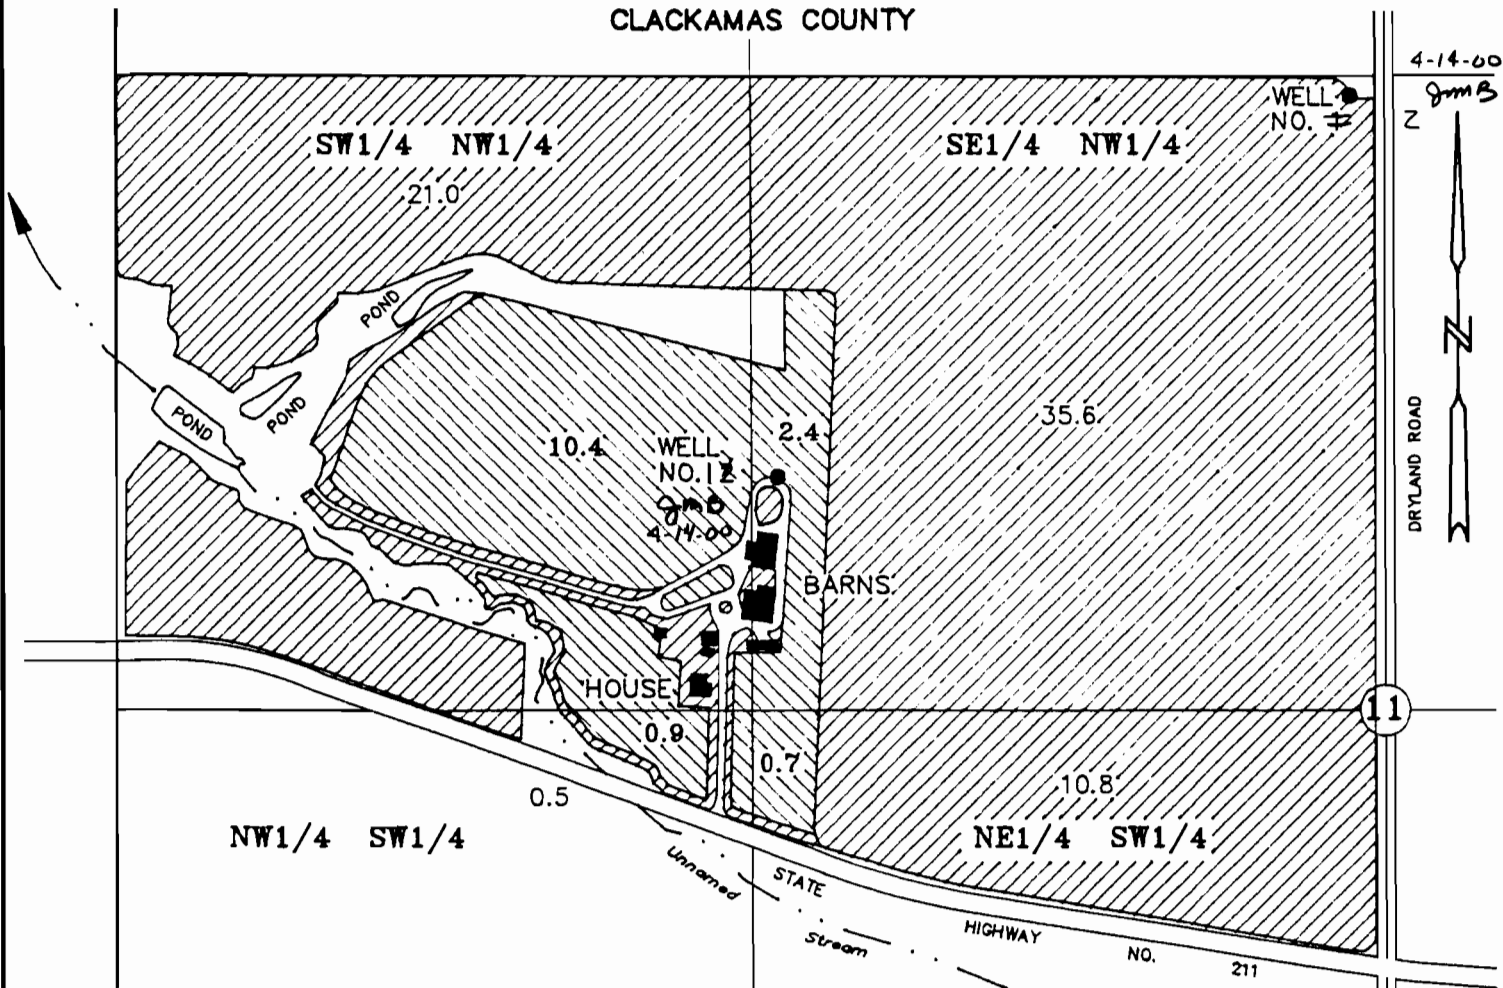 CLACKAMAS COUNTY
4-14-00
JMB
WELL
NO.
2
SW1/4 NW1/4
SE1/4 NW1/4
21.0
POND
POND
POND
N
35.6
2.4
10.4
WELL
NO. 1
JMB
4-14-00
DRYLAND ROAD
BARNS
HOUSE
11
0.9
0.7
0.5
10.8
NW1/4 SW1/4
NE1/4 SW1/4
Unnamed
Stream
STATE
HIGHWAY
NO.
211